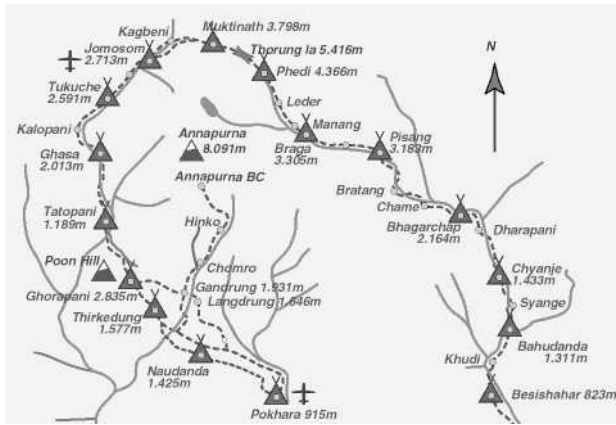 Kagbeni
Muktinath 3.798m
Jomosom
2.713m
Thorung la 5.416m
Phedi 4.366m
N
Tukuche
2.591m
Leder
Kalopani
Annapurna
8.091m
Manang
Braga
3.305m
Pisang
3.183m
Ghasa
2.013m
Annapurna BC
Bratang
Chame
Tatopani
1.189m
Hinko
Bhagarchap
2.164m
Dharapani
Poon Hill
Chomro
Chyanje
1.433m
Ghorapani 2.835m
Gandrung 1.931m
Langdrung 1.646m
Syange
Thirkedung
1.577m
Bahudanda
1.311m
Naudanda
1.425m
Khudi
Besishahar 823m
Pokhara 915m